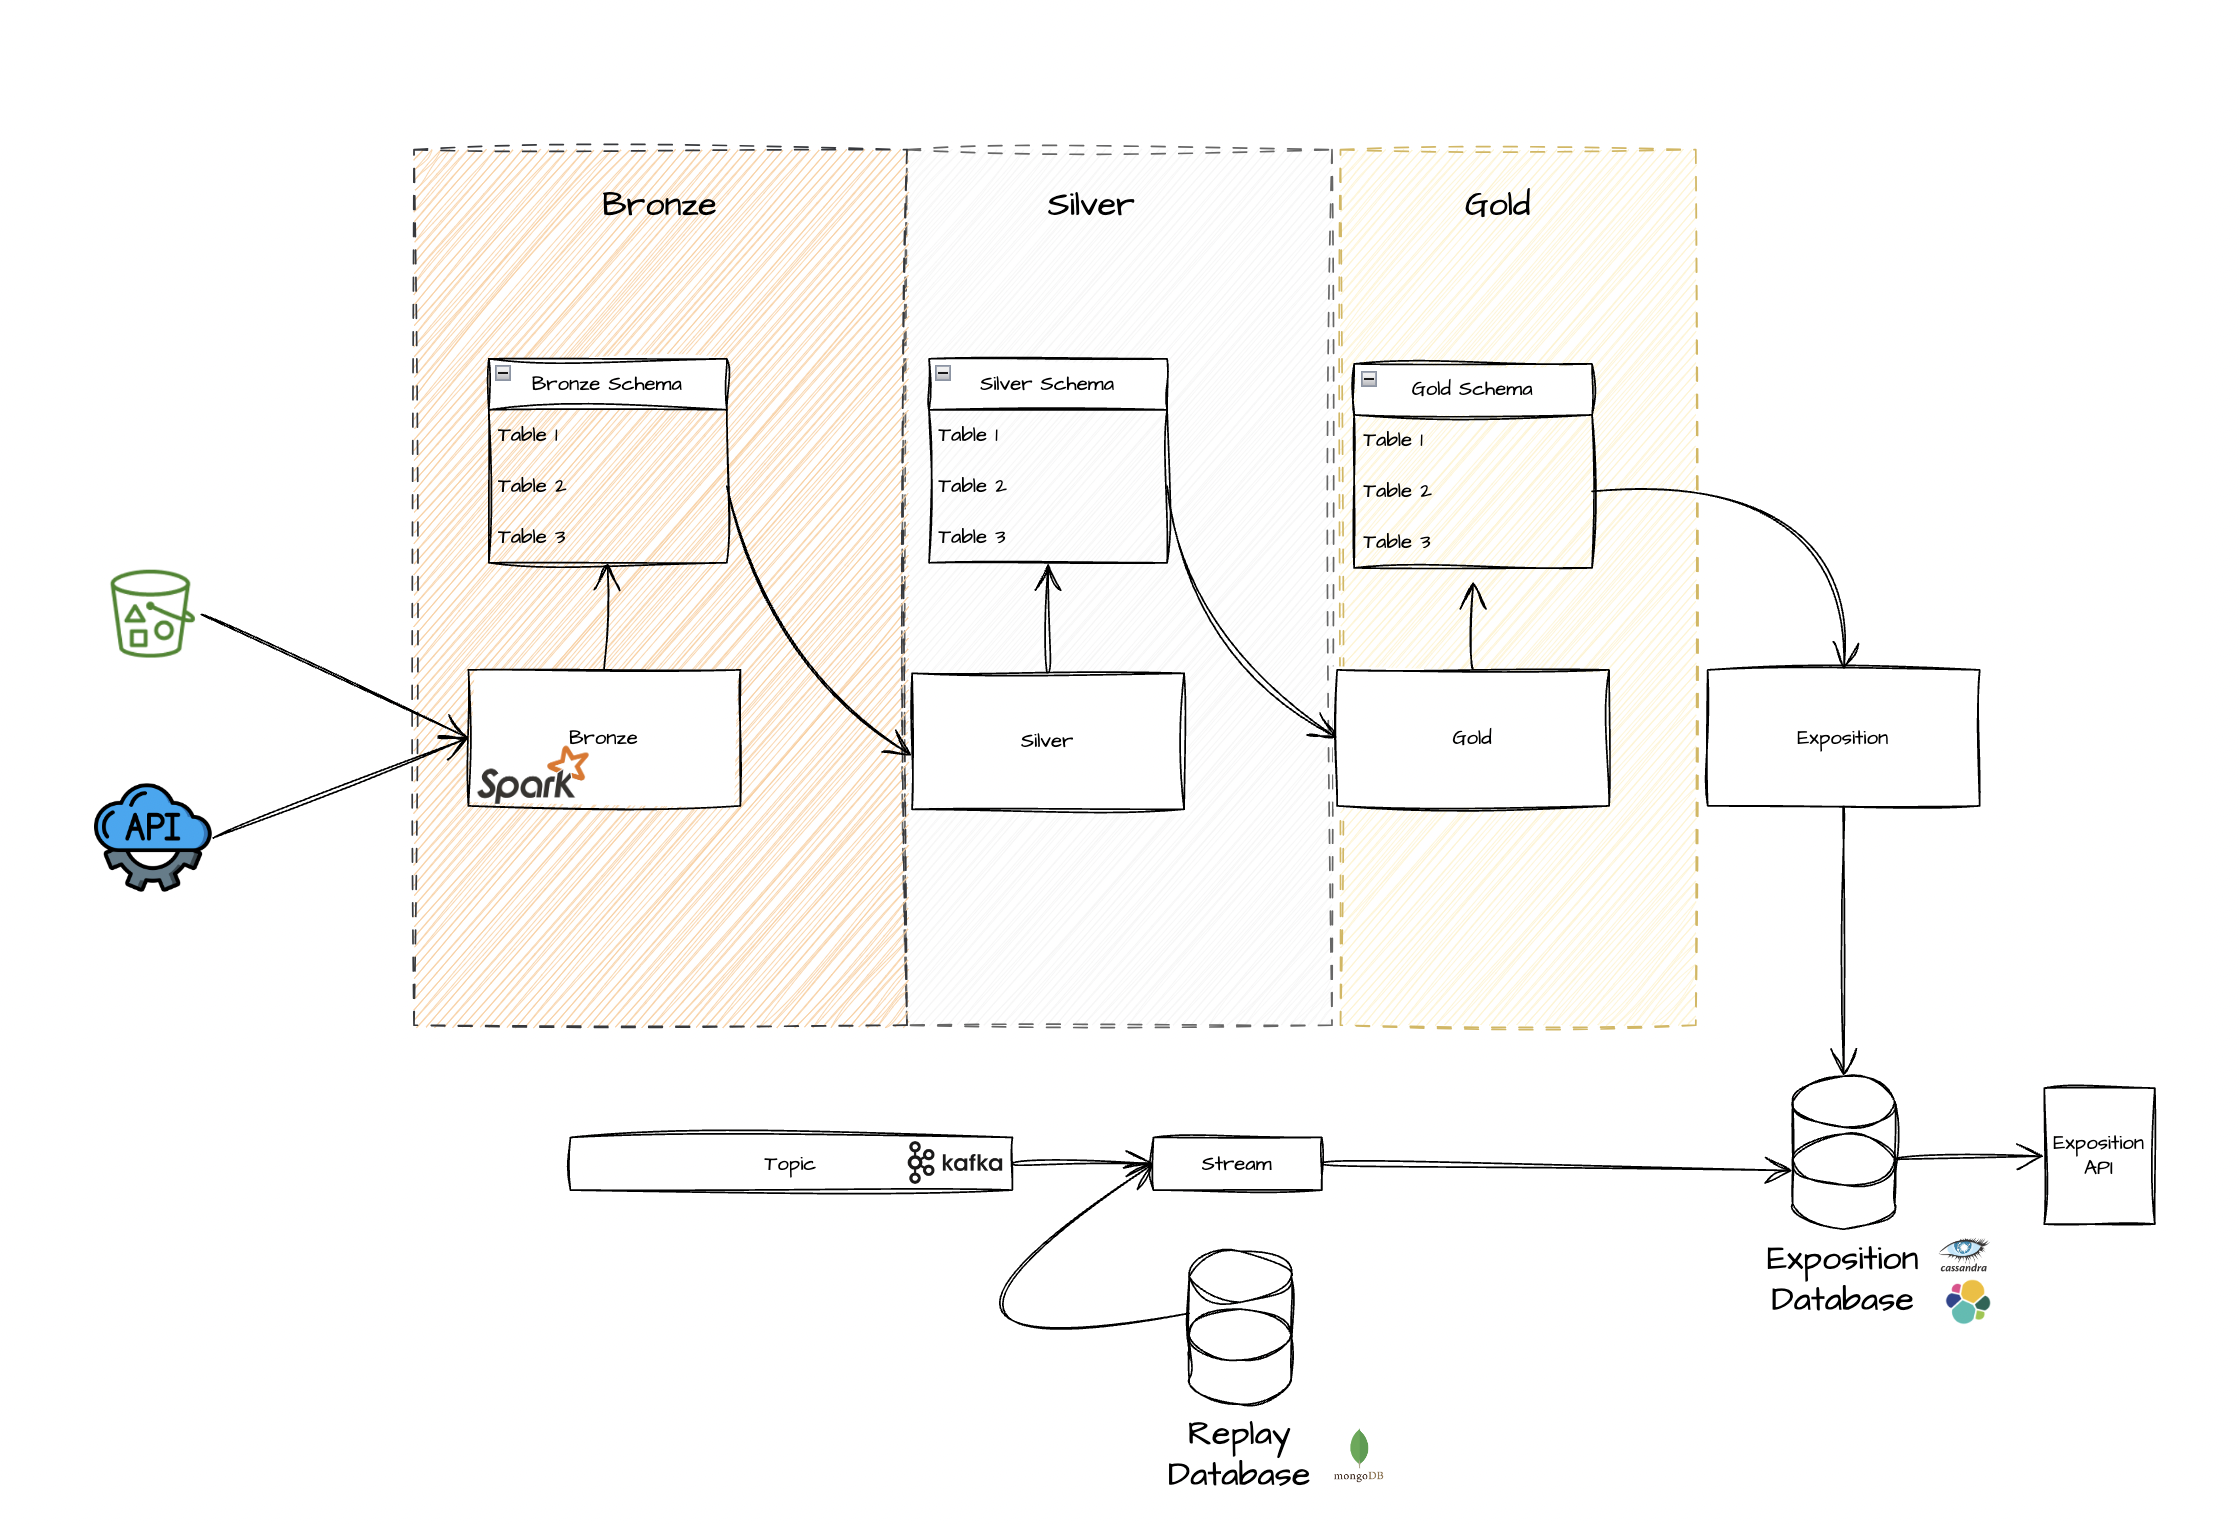 Bronze
Silver
Gold
Bronze Schema
Table 1
Table 2
Table 3
Silver Schema
Table 1
Table 2
Table 3
Gold Schema
Table 1
Table 2
Table 3
Bronze
Spark
Silver
Gold
Exposition
API
Topic
kafka
Stream
Exposition
API
Exposition
Database
cassandra
Replay
Database
mongoDB